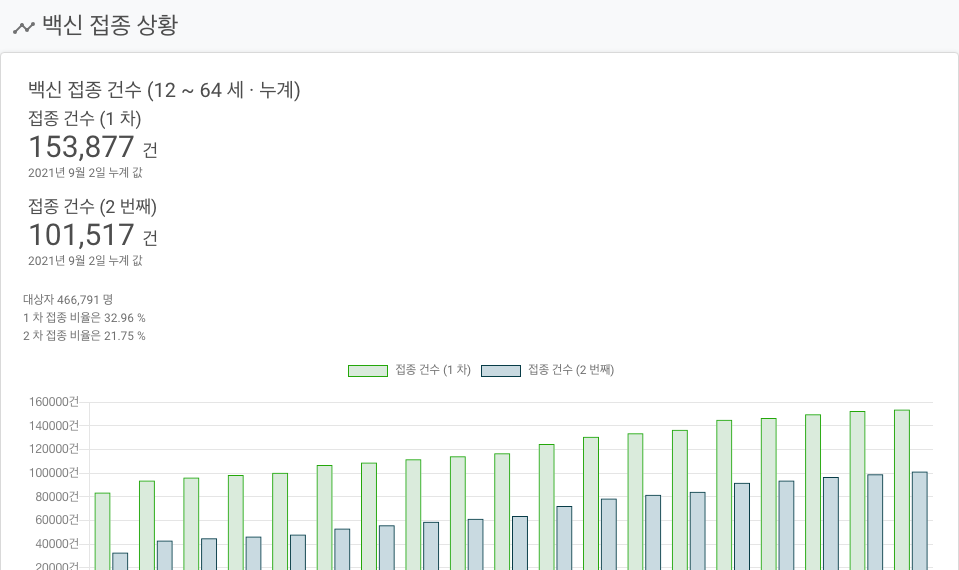 백신 접종 상황
백신 접종 건수 (12 ~ 64 세 · 누계)
접종 건수 (1 차)
153,877 건
2021년 9월 2일 누계 값
접종 건수 (2 번째)
101,517 건
2021년 9월 2일 누계 값
대상자 466,791 명
1 차 접종 비율은 32.96 %
2 차 접종 비율은 21.75 %
접종 건수 (1 차) 접종 건수 (2 번째)
160000건
140000건
120000건
100000건
80000건
60000건
40000건
20000건